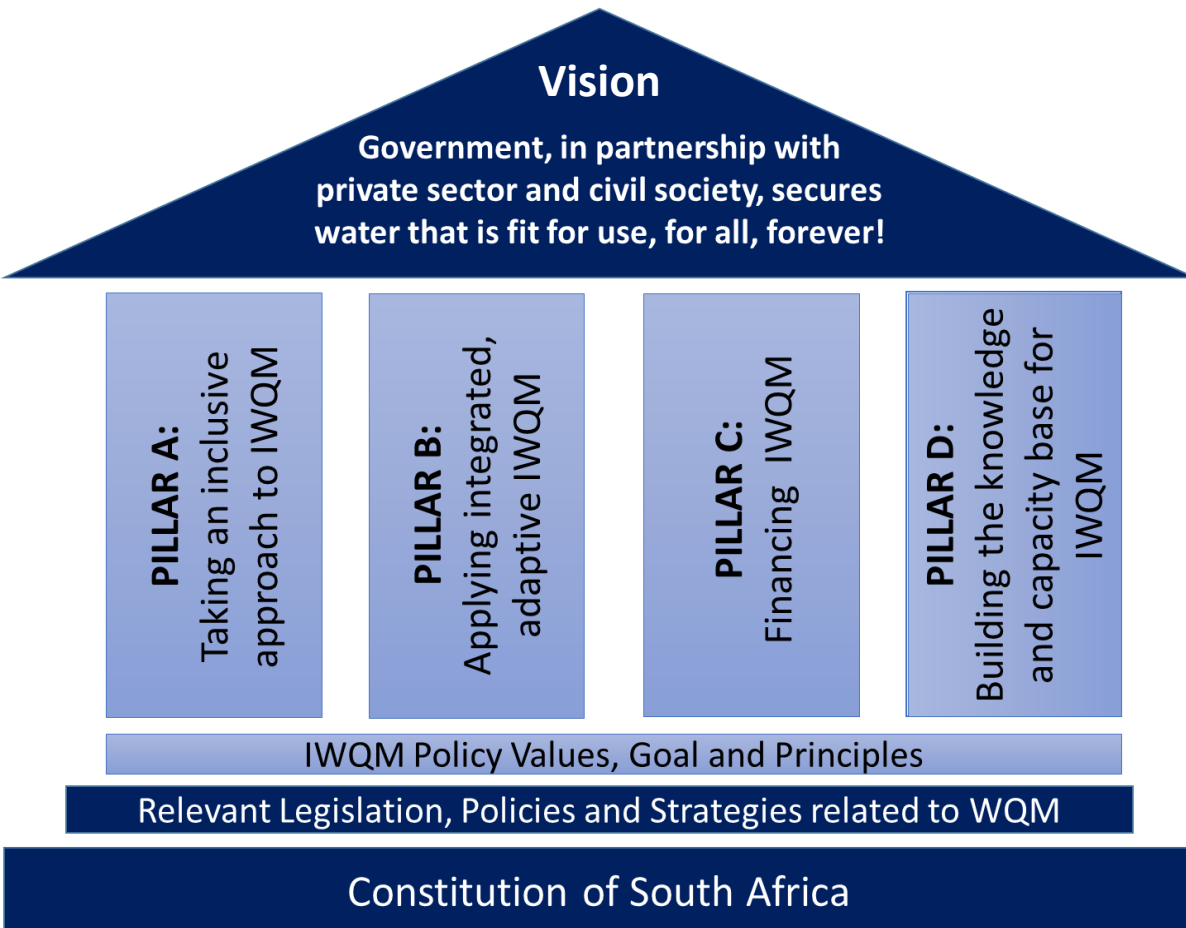 Vision
Government, in partnership with
private sector and civil society, secures
water that is fit for use, for all, forever!
PILLAR A:
Taking an inclusive
approach to IWQM
PILLAR B:
Applying integrated,
adaptive IWQM
PILLAR C:
Financing IWQM
PILLAR D:
Building the knowledge
and capacity base for
IWQM
IWQM Policy Values, Goal and Principles
Relevant Legislation, Policies and Strategies related to WQM
Constitution of South Africa